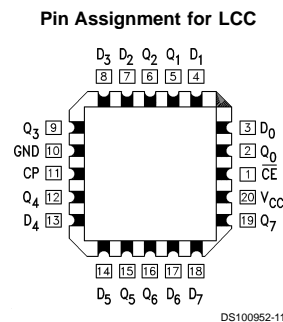 Pin Assignment for LCC
D3 D2 Q2 Q1 D1
8 7 6 5 4
Q3 9
GND 10
CP 11
Q4 12
D4 13
3 D0
2 Q0
1 C̅E̅
20 VCC
19 Q7
14 15 16 17 18
D5 Q5 Q6 D6 D7
DS100952-11